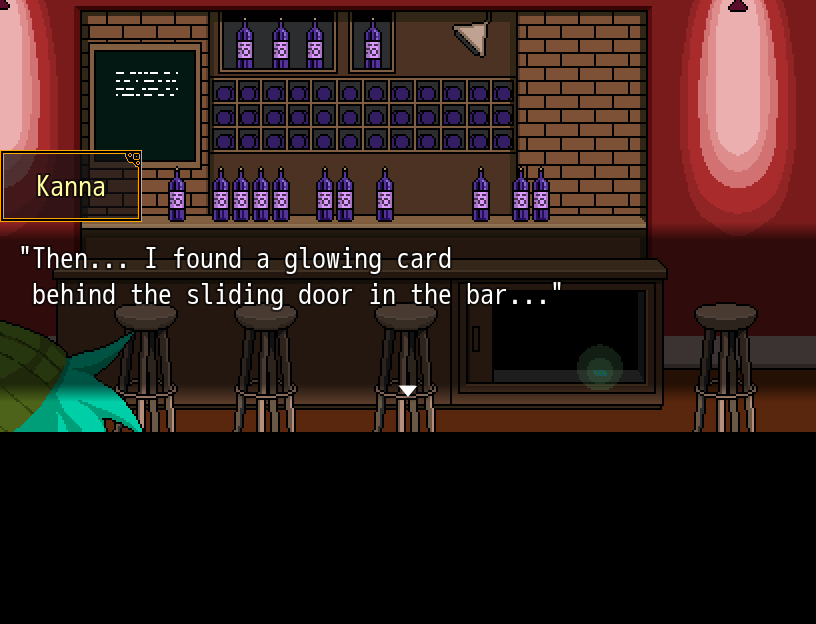 Kanna
"Then... I found a glowing card
behind the sliding door in the bar..."